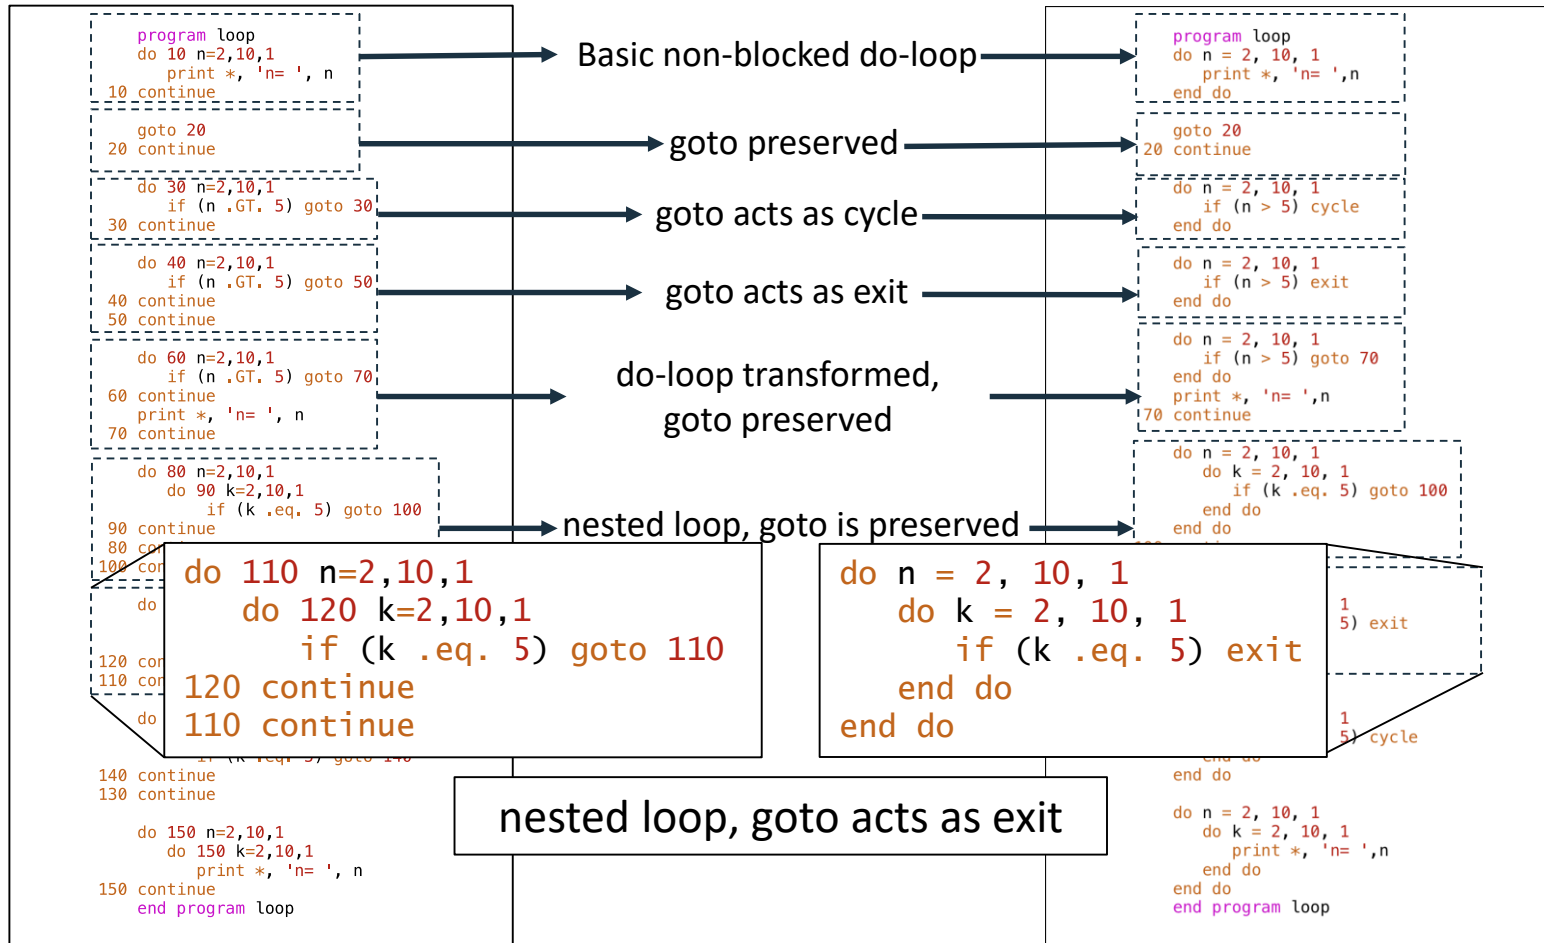 program loop
do 10 n=2,10,1
print *, 'n= ', n
10 continue
goto 20
20 continue
do 30 n=2,10,1
if (n .GT. 5) goto 30
30 continue
do 40 n=2,10,1
if (n .GT. 5) goto 50
40 continue
50 continue
do 60 n=2,10,1
if (n .GT. 5) goto 70
60 continue
print *, 'n= ', n
70 continue
do 80 n=2,10,1
do 90 k=2,10,1
if (k .eq. 5) goto 100
90 continue
80
100
do
120
110
do
140 continue
130 continue
do 150 n=2,10,1
do 150 k=2,10,1
print *, 'n= ', n
150 continue
end program loop
Basic non-blocked do-loop
goto preserved
goto acts as cycle
goto acts as exit
do-loop transformed,
goto preserved
nested loop, goto is preserved
do 110 n=2,10,1
do 120 k=2,10,1
if (k .eq. 5) goto 110
120 continue
110 continue
do n = 2, 10, 1
do k = 2, 10, 1
if (k .eq. 5) exit
end do
end do
nested loop, goto acts as exit
program loop
do n = 2, 10, 1
print *, 'n= ',n
end do
goto 20
20 continue
do n = 2, 10, 1
if (n > 5) cycle
end do
do n = 2, 10, 1
if (n > 5) exit
end do
do n = 2, 10, 1
if (n > 5) goto 70
end do
print *, 'n= ',n
70 continue
do n = 2, 10, 1
do k = 2, 10, 1
if (k .eq. 5) goto 100
end do
end do
1
5) exit
1
5) cycle
end do
end do
do n = 2, 10, 1
do k = 2, 10, 1
print *, 'n= ',n
end do
end do
end program loop